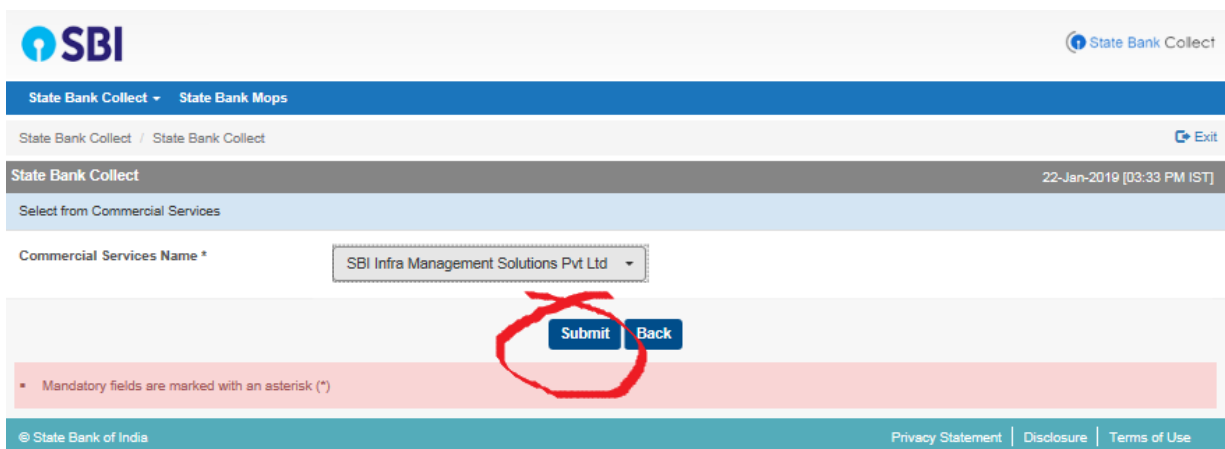 SBI
State Bank Collect
State Bank Collect State Bank Mops
State Bank Collect / State Bank Collect
Exit
State Bank Collect
22-Jan-2019 [03:33 PM IST]
Select from Commercial Services
Commercial Services Name *
SBI Infra Management Solutions Pvt Ltd
Submit Back
Mandatory fields are marked with an asterisk (*)
© State Bank of India
Privacy Statement | Disclosure | Terms of Use